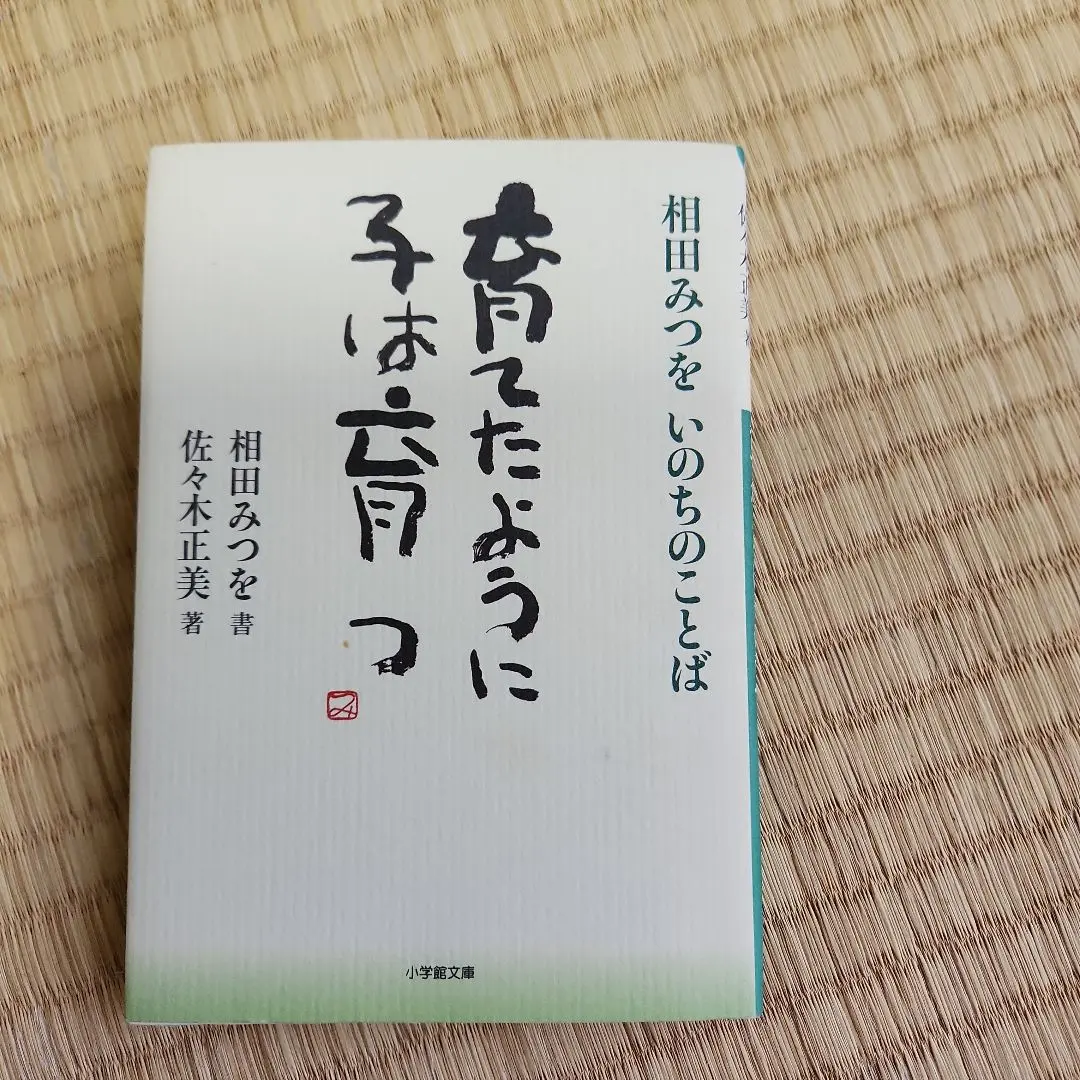 相田みつを いのちのことば
育てたように
子は育つ
相田みつを 書
佐々木正美 著
小学館文庫